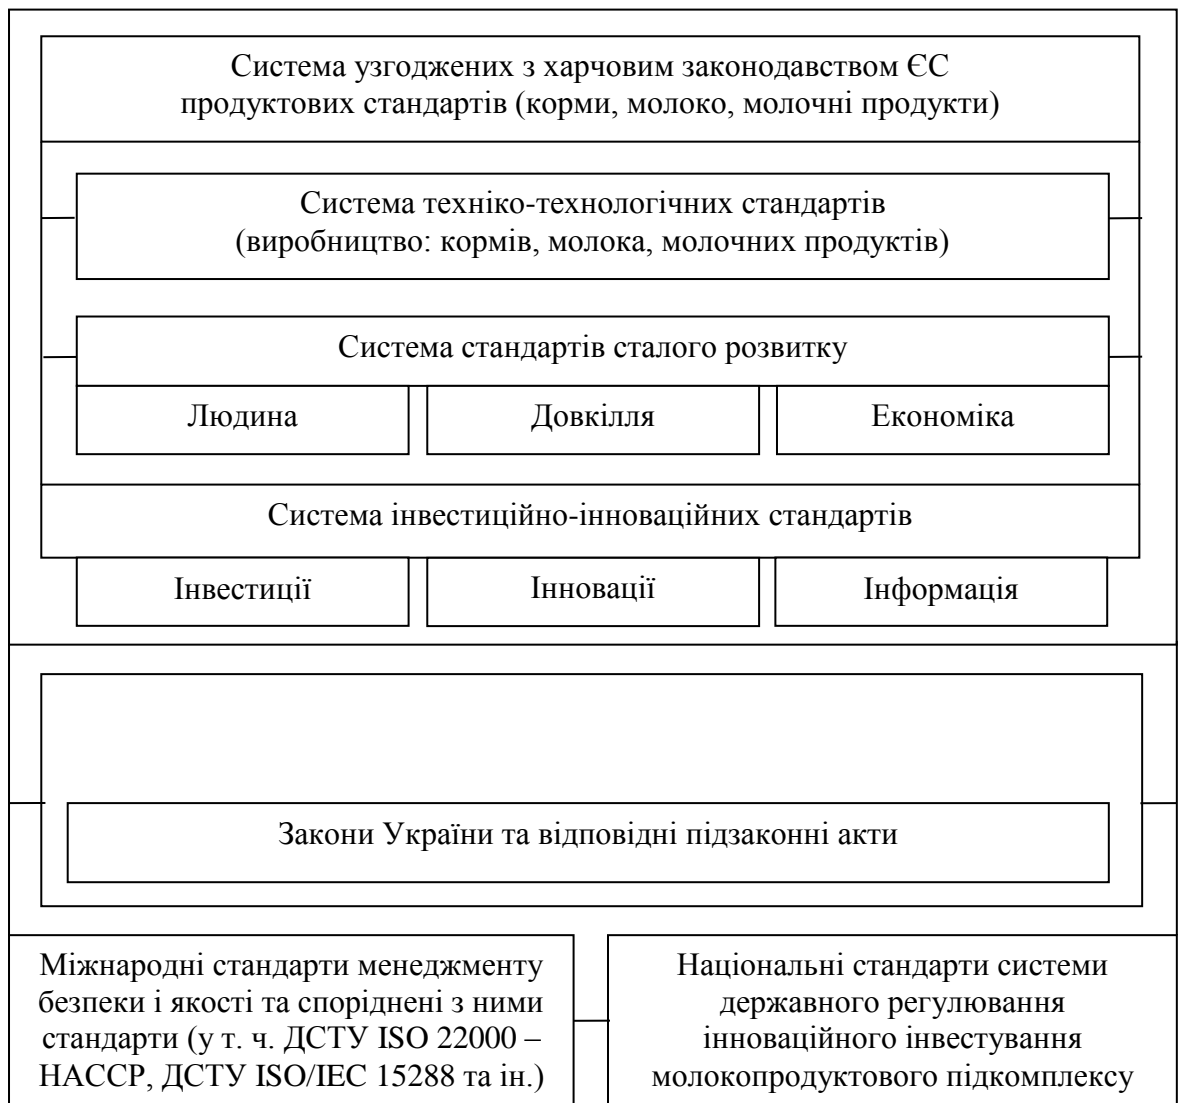 Система узгоджених з харчовим законодавством ЄС
продуктових стандартів (корми, молоко, молочні продукти)
Система техніко-технологічних стандартів
(виробництво: кормів, молока, молочних продуктів)
Система стандартів сталого розвитку
Людина
Довкілля
Економіка
Система інвестиційно-інноваційних стандартів
Інвестиції
Інновації
Інформація
Закони України та відповідні підзаконні акти
Міжнародні стандарти менеджменту
безпеки і якості та споріднені з ними
стандарти (у т. ч. ДСТУ ISO 22000 –
НАССР, ДСТУ ISO/IEC 15288 та ін.)
Національні стандарти системи
державного регулювання
інноваційного інвестування
молокопродуктового підкомплексу